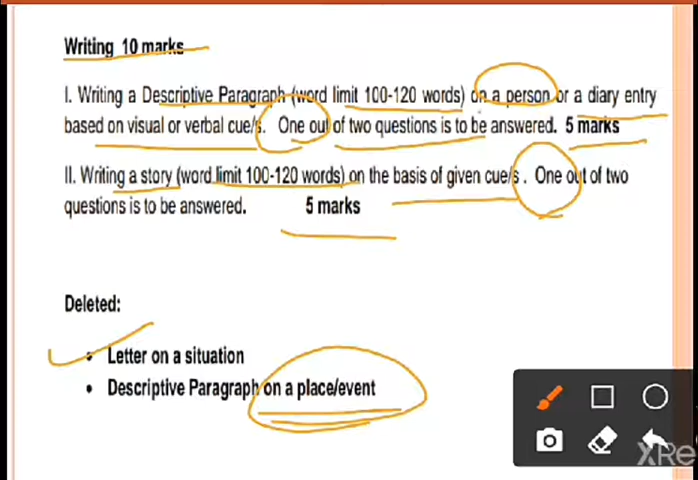 Writing 10 marks
I. Writing a Descriptive Paragraph (word limit 100-120 words) on a person or a diary entry
based on visual or verbal cue/s. One out of two questions is to be answered. 5 marks
II. Writing a story (word limit 100-120 words) on the basis of given cue/s . One out of two
questions is to be answered. 5 marks
Deleted:
• Letter on a situation
• Descriptive Paragraph on a place/event
XRe